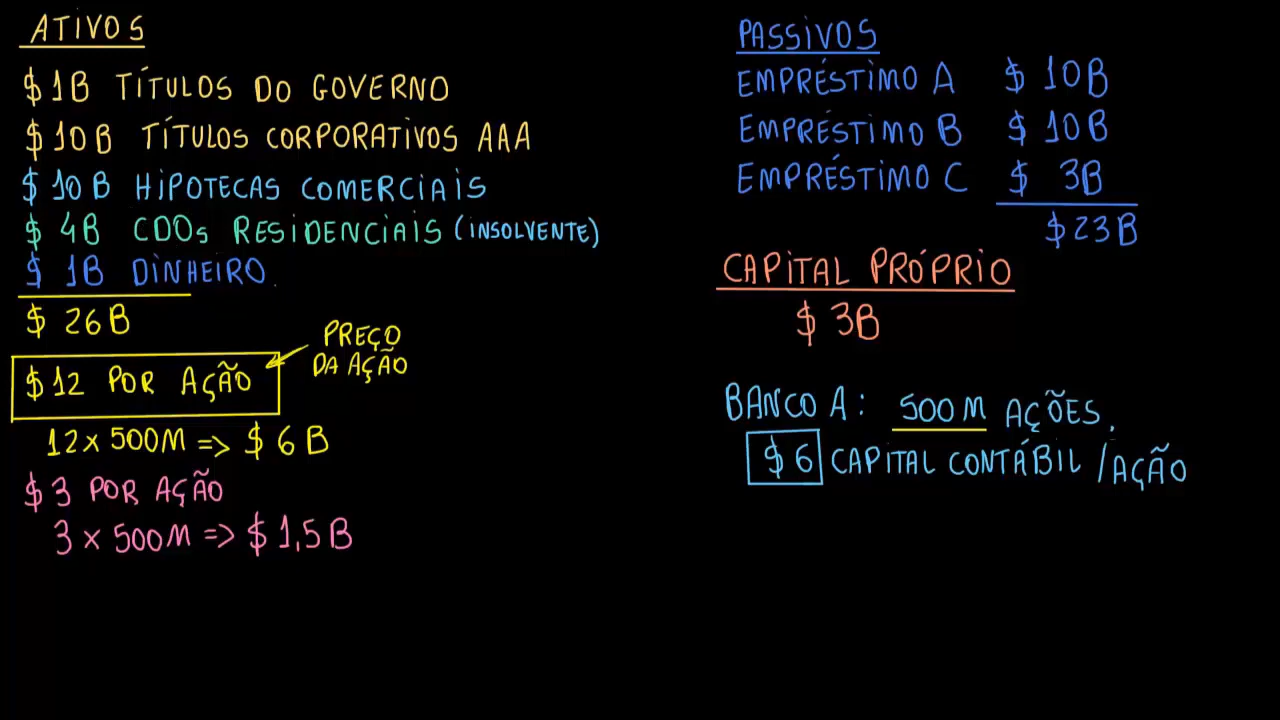 ATIVOS
$ 1B TÍTULOS DO GOVERNO
$ 10B TÍTULOS CORPORATIVOS AAA
$ 10B HIPOTECAS COMERCIAIS
$ 4B CDOs RESIDENCIAIS (INSOLVENTE)
$ 1B DINHEIRO.
$ 26B
PREÇO
DA AÇÃO
$ 12 POR AÇÃO
12 x 500M => $ 6B
$ 3 POR AÇÃO
3 x 500M => $ 1,5B
PASSIVOS
EMPRÉSTIMO A $ 10B
EMPRÉSTIMO B $ 10B
EMPRÉSTIMO C $ 3B
$ 23B
CAPITAL PRÓPRIO
$ 3B
BANCO A: 500M AÇÕES.
$ 6 CAPITAL CONTÁBIL /AÇÃO